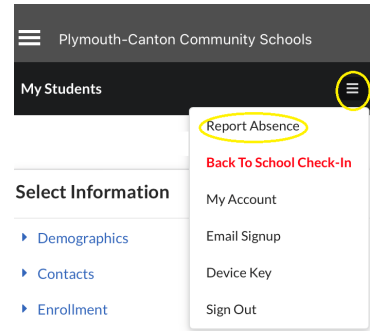 Plymouth-Canton Community Schools
My Students
Report Absence
Back To School Check-In
Select Information
My Account
Demographics
Email Signup
Contacts
Device Key
Enrollment
Sign Out